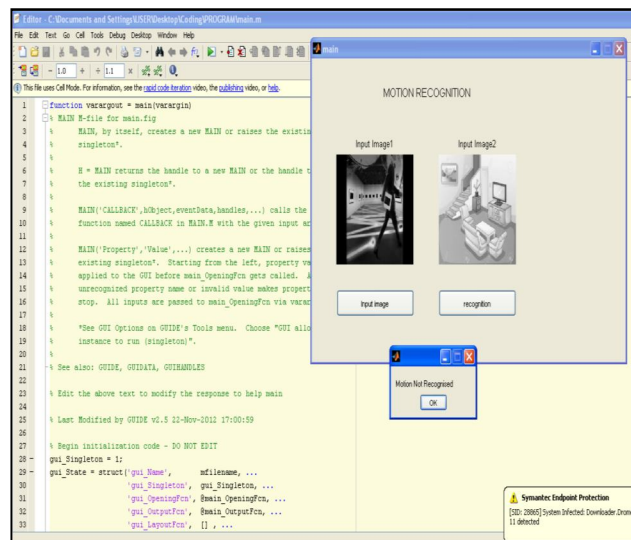 Editor - C:\Documents and Settings\USER\Desktop\Coding\PROGRAM\main.m
File Edit Text Go Cell Tools Debug Desktop Window Help
- 1.0 + ÷ 1.1 ×
This file uses Cell Mode. For information, see the rapid code iteration video, the publishing video, or help.
1 function varargout = main(varargin)
2 % MAIN M-file for main.fig
3 % MAIN, by itself, creates a new MAIN or raises the existin
4 % singleton*.
5 %
6 % H = MAIN returns the handle to a new MAIN or the handle t
7 % the existing singleton*.
8 %
9 % MAIN('CALLBACK',hObject,eventData,handles,...) calls the
10 % function named CALLBACK in MAIN.M with the given input ar
11 %
12 % MAIN('Property','Value',...) creates a new MAIN or raises
13 % existing singleton*. Starting from the left, property va
14 % applied to the GUI before main_OpeningFcn gets called. A
15 % unrecognized property name or invalid value makes propert
16 % stop. All inputs are passed to main_OpeningFcn via varar
17 %
18 % *See GUI Options on GUIDE's Tools menu. Choose "GUI allo
19 % instance to run (singleton)".
20 %
21 % See also: GUIDE, GUIDATA, GUIHANDLES
22
23 % Edit the above text to modify the response to help main
24
25 % Last Modified by GUIDE v2.5 22-Nov-2012 17:00:59
26
27 % Begin initialization code - DO NOT EDIT
28 - gui_Singleton = 1;
29 - gui_State = struct('gui_Name', mfilename, ...
30 'gui_Singleton', gui_Singleton, ...
31 'gui_OpeningFcn', @main_OpeningFcn, ...
32 'gui_OutputFcn', @main_OutputFcn, ...
33 'gui_LayoutFcn', [] , ...
main
MOTION RECOGNITION
Input Image1 Input Image2
Input image recognition
Motion Not Recognised
OK
Symantec Endpoint Protection
[SID: 28865] System Infected: Downloader.Drome
11 detected